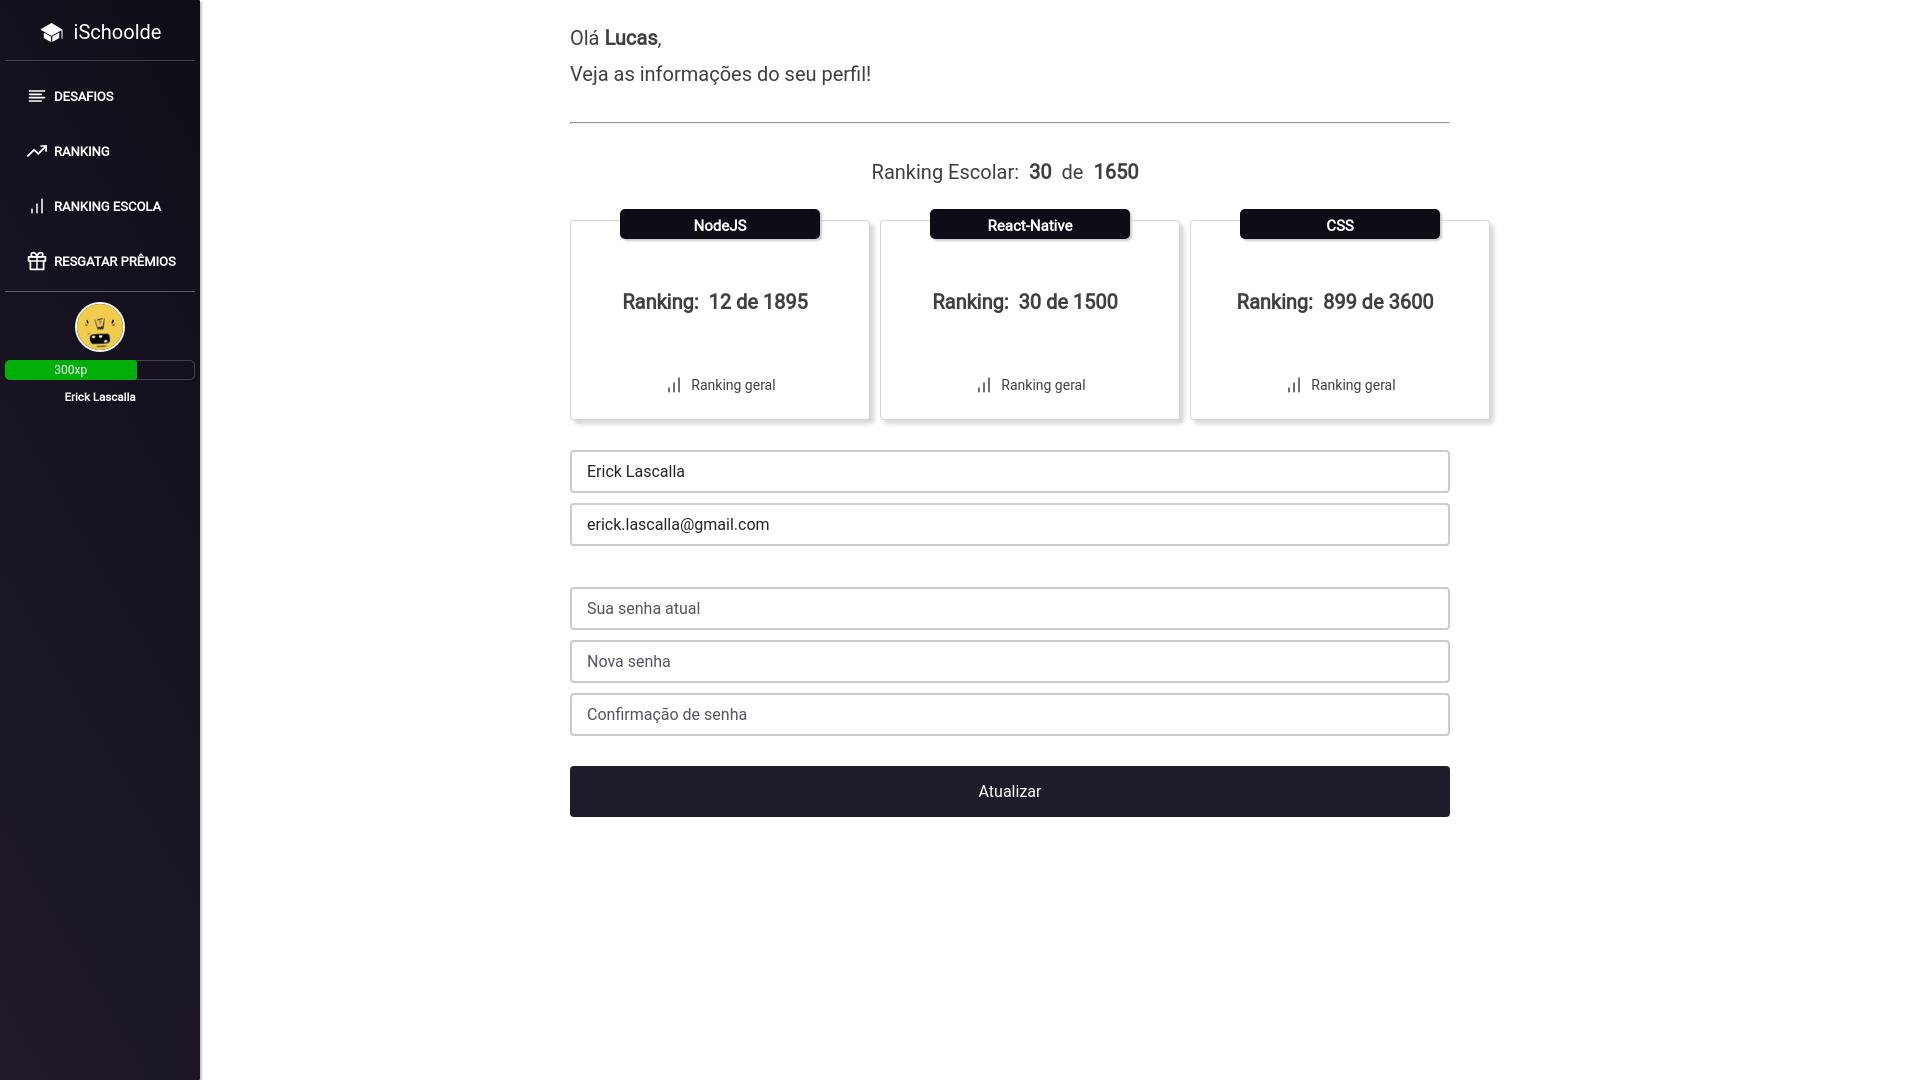 iSchoolde
DESAFIOS
RANKING
RANKING ESCOLA
RESGATAR PRÊMIOS
300xp
Erick Lascalla
Olá Lucas,
Veja as informações do seu perfil!
Ranking Escolar: 30 de 1650
NodeJS
Ranking: 12 de 1895
Ranking geral
React-Native
Ranking: 30 de 1500
Ranking geral
CSS
Ranking: 899 de 3600
Ranking geral
Erick Lascalla
erick.lascalla@gmail.com
Sua senha atual
Nova senha
Confirmação de senha
Atualizar